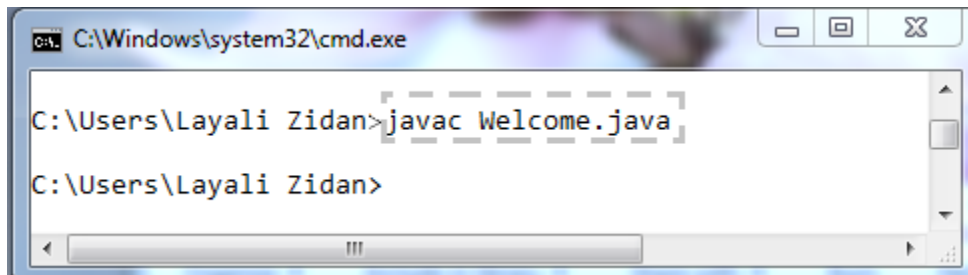 C:\Windows\system32\cmd.exe
C:\Users\Layali Zidan>javac Welcome.java
C:\Users\Layali Zidan>